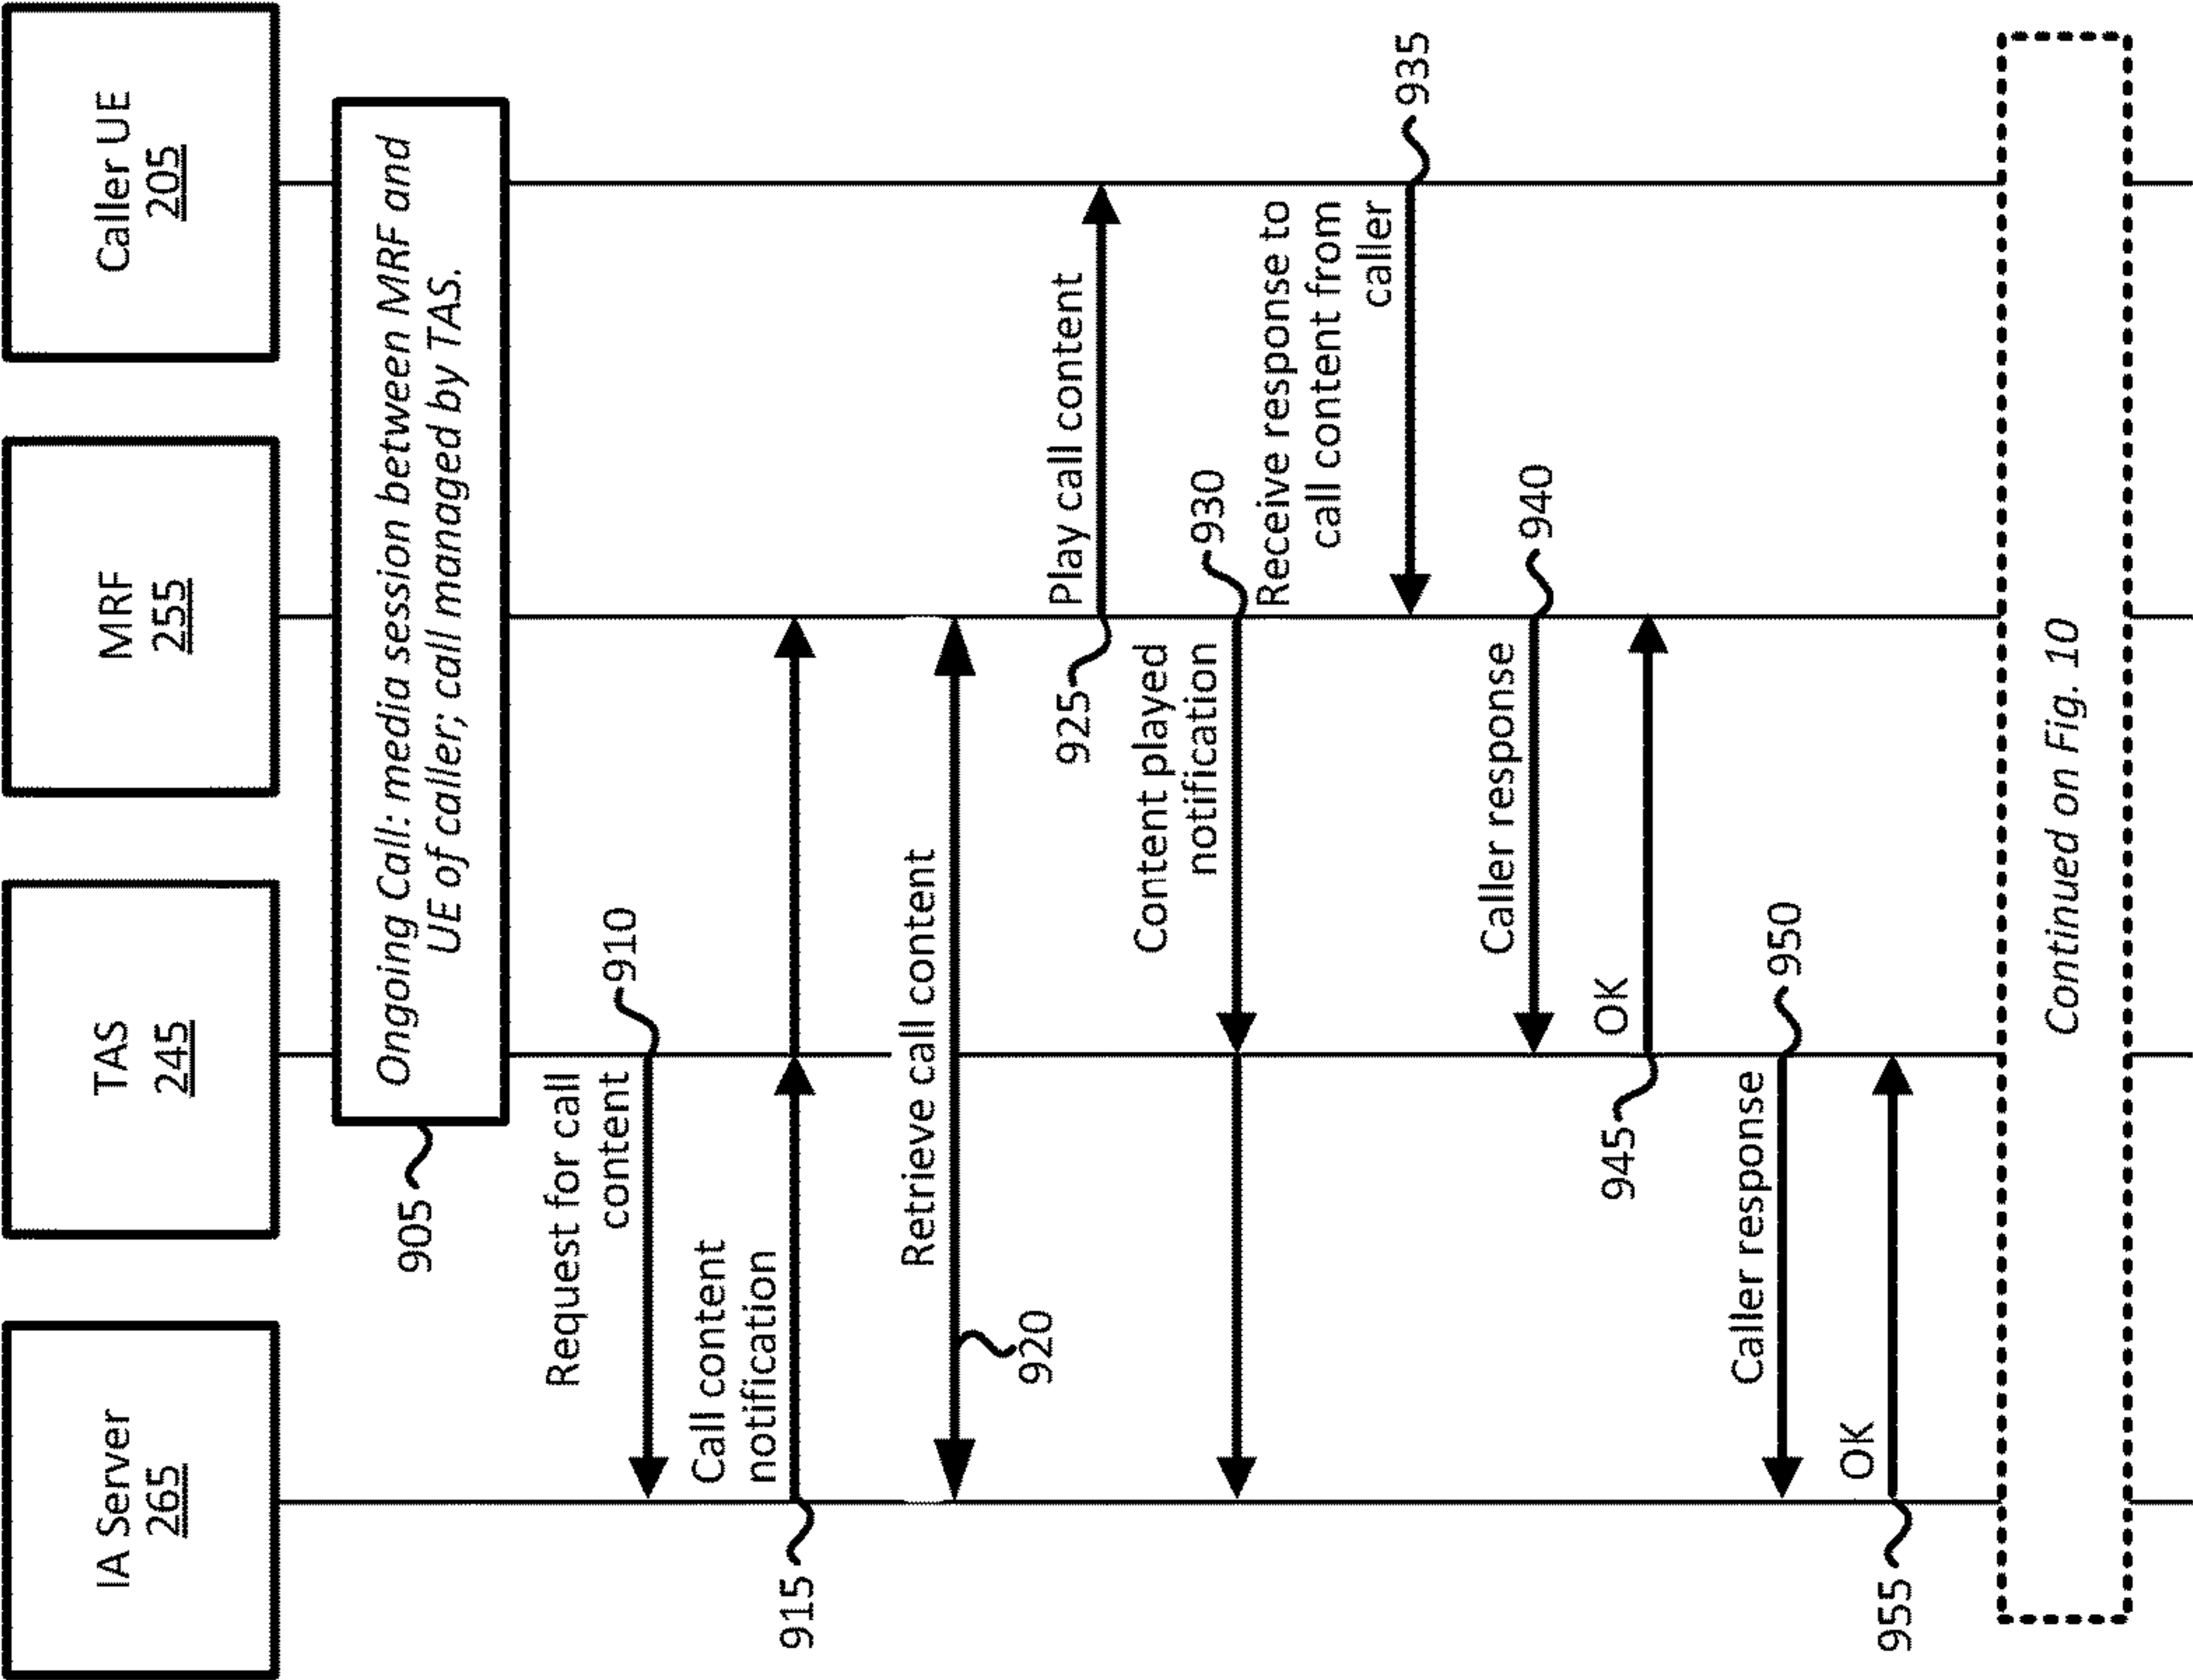 IA Server
265
TAS
245
MRF
255
Caller UE
205
Ongoing Call: media session between MRF and
UE of caller; call managed by TAS.
905
Request for call
content
910
Call content
notification
915
Retrieve call content
920
Play call content
925
Content played
notification
930
Receive response to
call content from
caller
935
Caller response
940
OK
945
Caller response
950
OK
955
Continued on Fig. 10